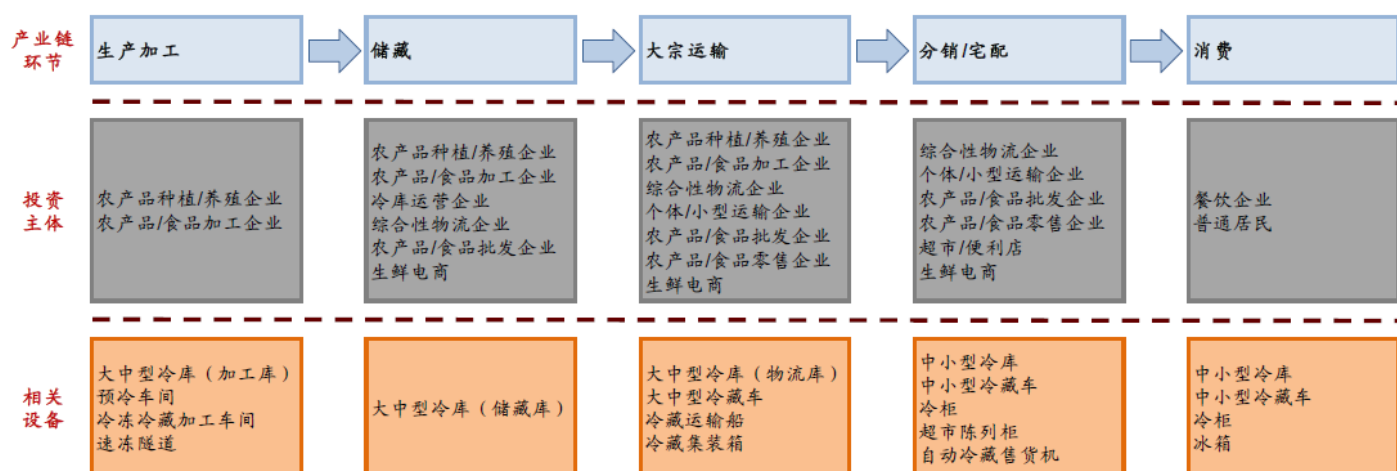 产业链
环节
生产加工
储藏
大宗运输
分销/宅配
消费
投资
主体
农产品种植/养殖企业
农产品/食品加工企业
农产品种植/养殖企业
农产品/食品加工企业
冷库运营企业
综合性物流企业
农产品/食品批发企业
生鲜电商
农产品种植/养殖企业
农产品/食品加工企业
综合性物流企业
个体/小型运输企业
农产品/食品批发企业
农产品/食品零售企业
生鲜电商
综合性物流企业
个体/小型运输企业
农产品/食品批发企业
农产品/食品零售企业
超市/便利店
生鲜电商
餐饮企业
普通居民
相关
设备
大中型冷库（加工库）
预冷车间
冷冻冷藏加工车间
速冻隧道
大中型冷库（储藏库）
大中型冷库（物流库）
大中型冷藏车
冷藏运输船
冷藏集装箱
中小型冷库
中小型冷藏车
冷柜
超市陈列柜
自动冷藏售货机
中小型冷库
中小型冷藏车
冷柜
冰箱